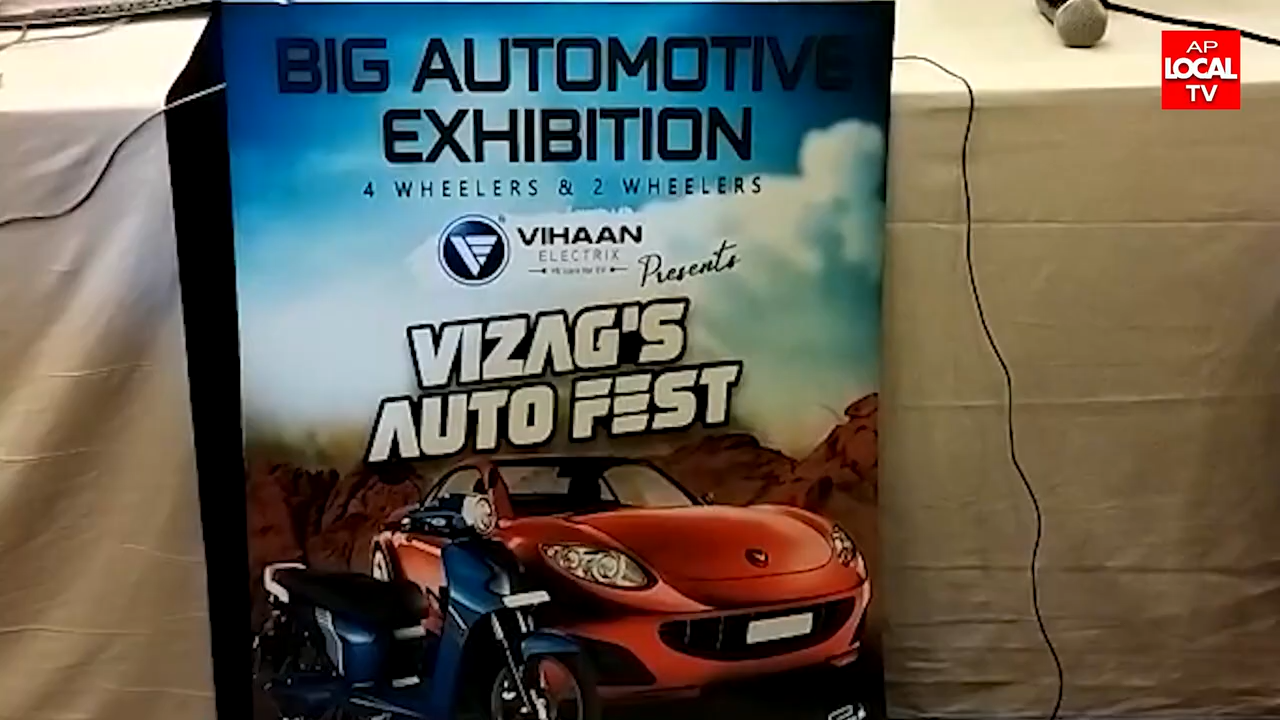 BIG AUTOMOTIVE
EXHIBITION
4 WHEELERS & 2 WHEELERS
VIHAAN
ELECTRIX
Presents
VIZAG'S
AUTO FEST
AP
LOCAL
TV